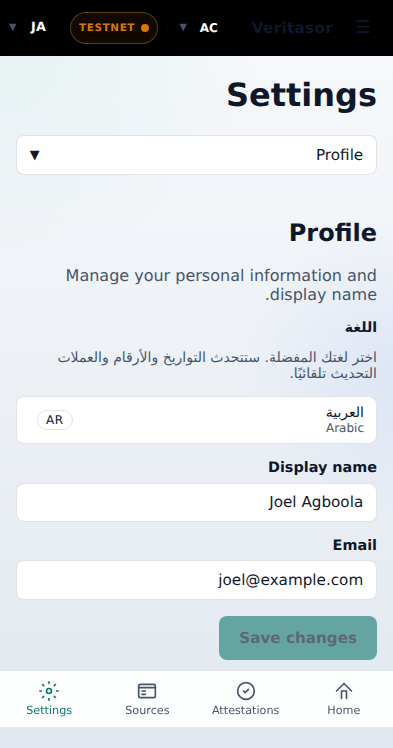 ☰ Veritasor AC ▼ TESTNET JA ▼
Settings
Profile ▼
Profile
Manage your personal information and
.display name
اللغة
اختر لغتك المفضلة. ستتحدث التواريخ والأرقام والعملات
التحديث تلقائيًا.
العربية
Arabic
AR
Display name
Joel Agboola
Email
joel@example.com
Save changes
Home Attestations Sources Settings